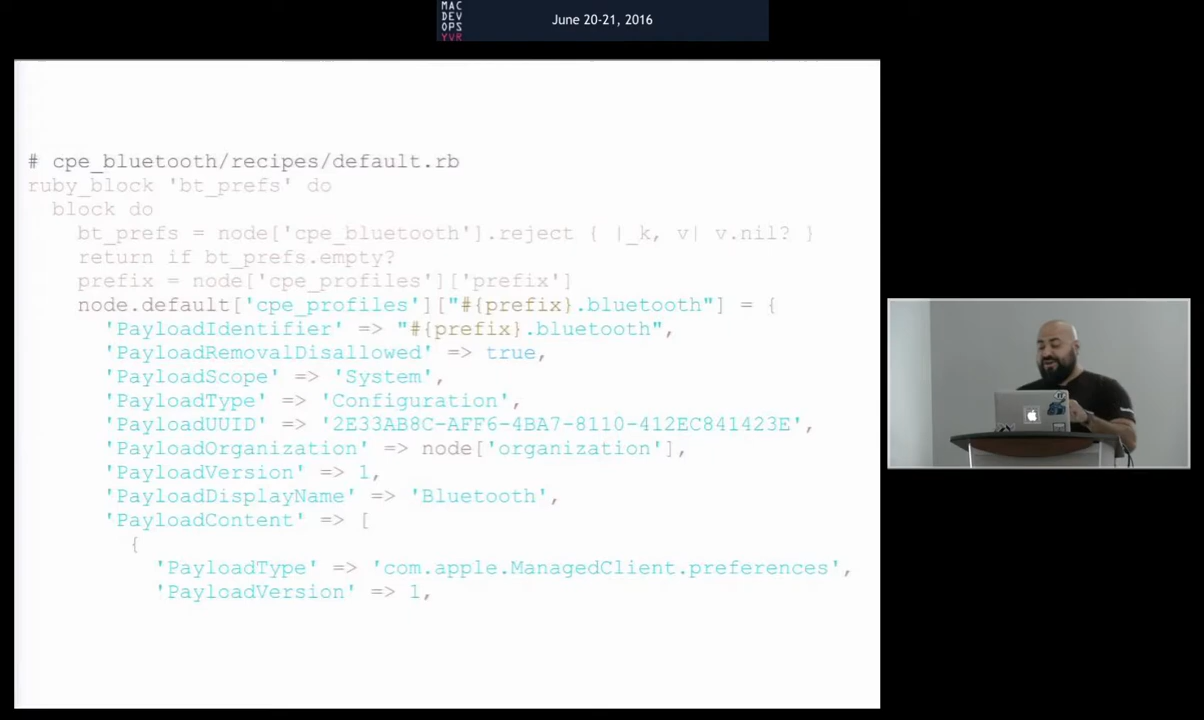 MAC
DEV
OPS
YVR
June 20-21, 2016
# cpe_bluetooth/recipes/default.rb
ruby_block 'bt_prefs' do
block do
bt_prefs = node['cpe_bluetooth'].reject { |_k, v| v.nil? }
return if bt_prefs.empty?
prefix = node['cpe_profiles']['prefix']
node.default['cpe_profiles']["#{prefix}.bluetooth"] = {
'PayloadIdentifier' => "#{prefix}.bluetooth",
'PayloadRemovalDisallowed' => true,
'PayloadScope' => 'System',
'PayloadType' => 'Configuration',
'PayloadUUID' => '2E33AB8C-AFF6-4BA7-8110-412EC841423E',
'PayloadOrganization' => node['organization'],
'PayloadVersion' => 1,
'PayloadDisplayName' => 'Bluetooth',
'PayloadContent' => [
{
'PayloadType' => 'com.apple.ManagedClient.preferences',
'PayloadVersion' => 1,